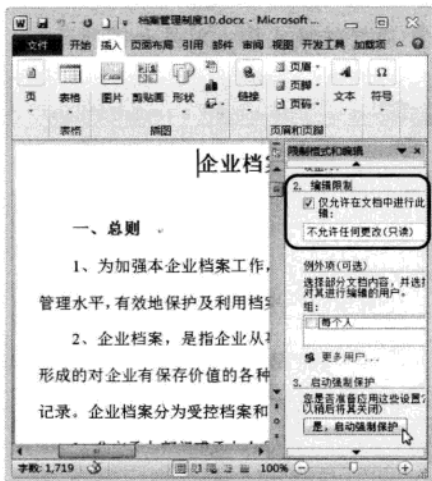 档案管理制度10.docx - Microsoft...
文件 开始 插入 页面布局 引用 邮件 审阅 视图 开发工具 加载项
页 表格 图片 剪贴画 形状 链接 页眉 页脚 页码 文本 符号
表格 插图 页眉和页脚
限制格式和编辑
企业档
2. 编辑限制
仅允许在文档中进行此
辑:
不允许任何更改(只读)
一、总则
1、为加强本企业档案工作,
管理水平,有效地保护及利用档
2、企业档案，是指企业从
形成的对企业有保存价值的各种
记录。企业档案分为受控档案和
例外项(可选)
选择部分文档内容，并选
对其进行编辑的用户。
组:
每个人
更多用户...
3. 启动强制保护
您是否准备应用这些设置?
以稍后将其关闭)
是，启动强制保护
字数: 1,719 100%